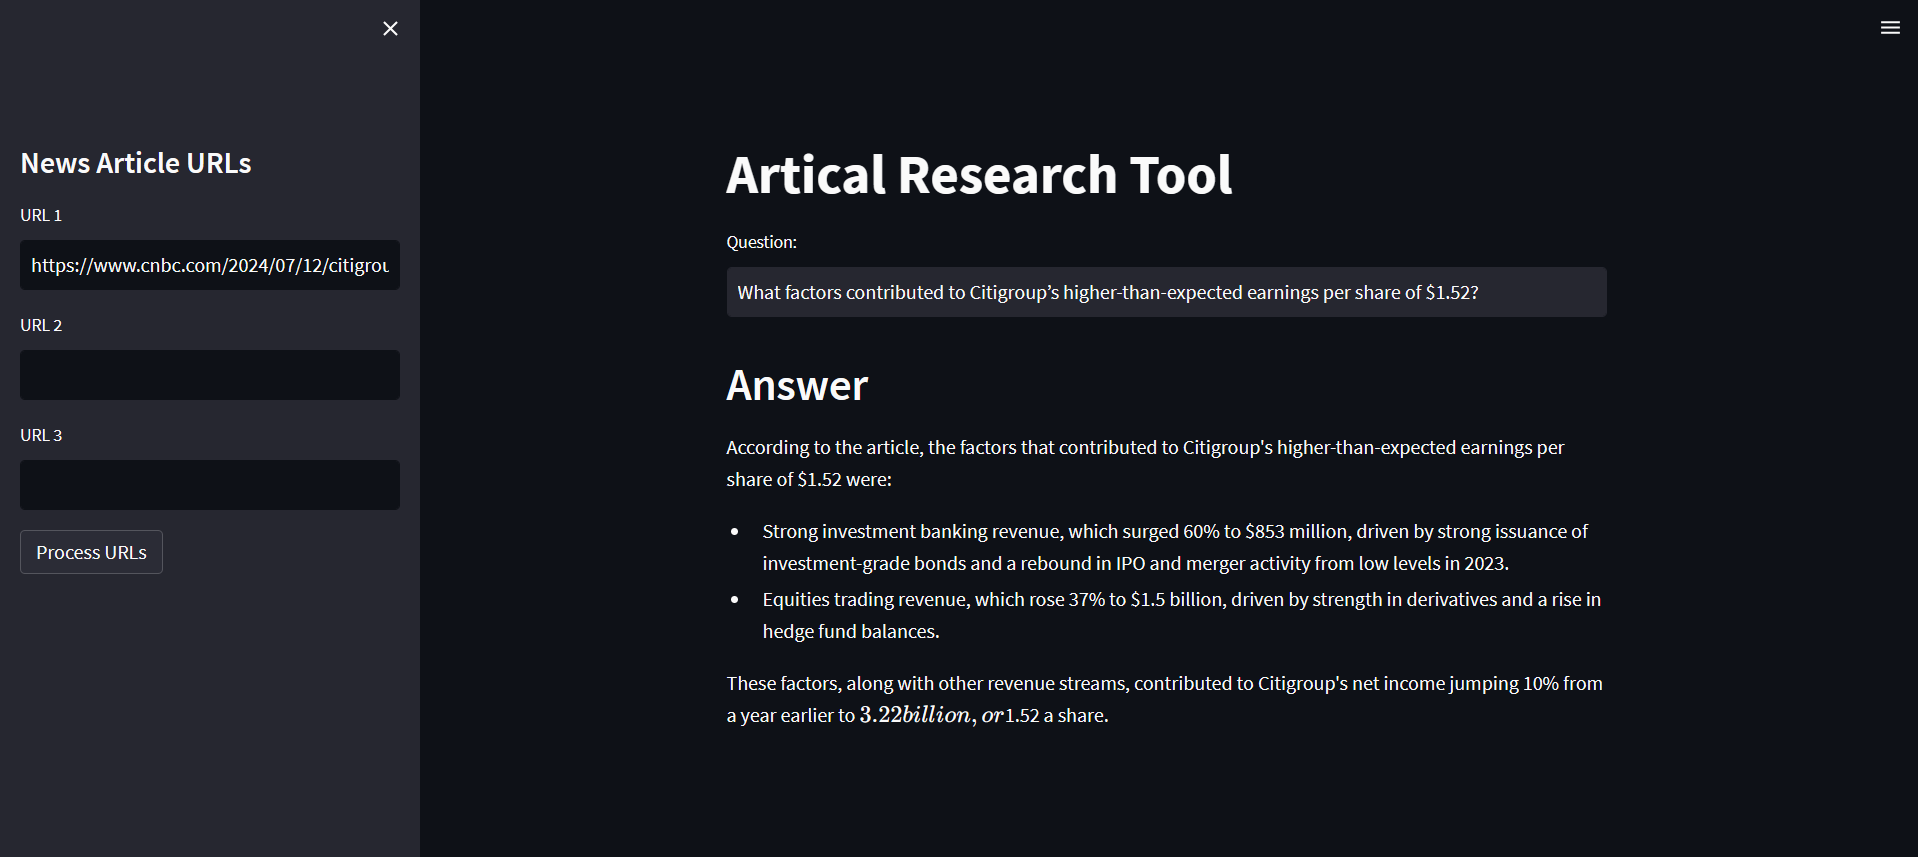 News Article URLs
URL 1
https://www.cnbc.com/2024/07/12/citigrou
URL 2
URL 3
Process URLs
Artical Research Tool
Question:
What factors contributed to Citigroup’s higher-than-expected earnings per share of $1.52?
Answer
According to the article, the factors that contributed to Citigroup's higher-than-expected earnings per
share of $1.52 were:
• Strong investment banking revenue, which surged 60% to $853 million, driven by strong issuance of
investment-grade bonds and a rebound in IPO and merger activity from low levels in 2023.
• Equities trading revenue, which rose 37% to $1.5 billion, driven by strength in derivatives and a rise in
hedge fund balances.
These factors, along with other revenue streams, contributed to Citigroup's net income jumping 10% from
a year earlier to 3.22billion, or1.52 a share.